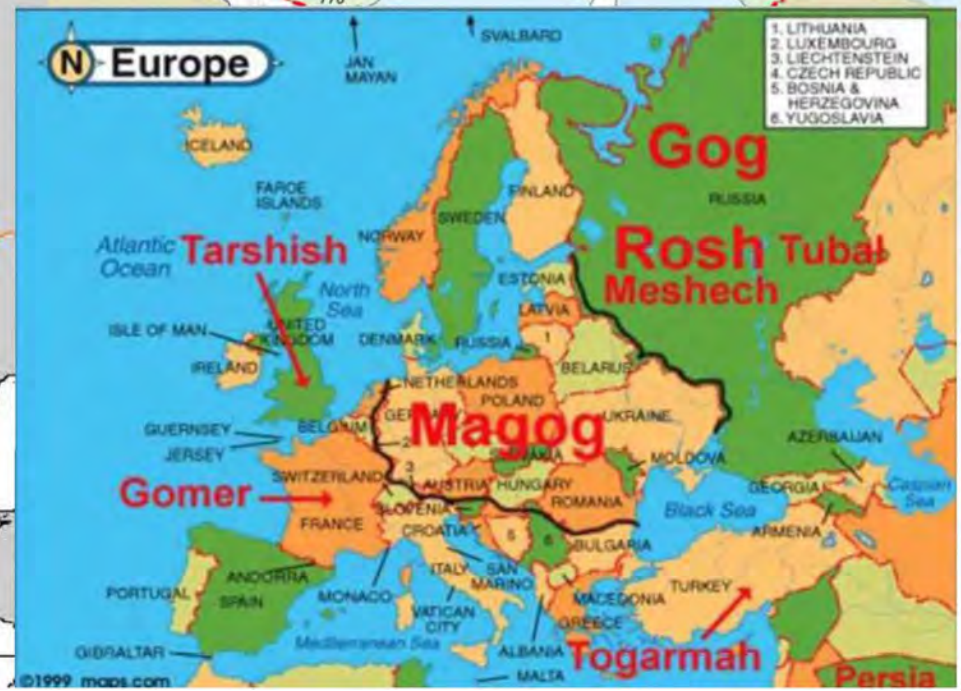 N Europe
JAN
MAYAN
SVALBARD
1. LITHUANIA
2. LUXEMBOURG
3. LIECHTENSTEIN
4. CZECH REPUBLIC
5. BOSNIA &
HERZEGOVINA
6. YUGOSLAVIA
ICELAND
Gog
FAROE
ISLANDS
FINLAND
RUSSIA
SWEDEN
NORWAY
Atlantic
Ocean
Tarshish
Rosh
Tubal
Meshech
ESTONIA
North
Sea
LATVIA
ISLE OF MAN
UNITED
KINGDOM
DENMARK
RUSSIA
1
IRELAND
BELARUS
NETHERLANDS
POLAND
GERMANY
Magog
UKRAINE
GUERNSEY
BELGIUM
2
JERSEY
SLOVAKIA
MOLDOVA
AZERBAIJAN
3
SWITZERLAND
AUSTRIA
HUNGARY
GEORGIA
Caspian
Sea
Gomer
ROMANIA
SLOVENIA
Black Sea
FRANCE
CROATIA
5
6
BULGARIA
ARMENIA
ITALY
SAN
MARINO
ANDORRA
PORTUGAL
SPAIN
MONACO
VATICAN
CITY
MACEDONIA
TURKEY
GREECE
Mediterranean Sea
GIBRALTAR
ALBANIA
Togarmah
MALTA
Persia
©1999 maps.com